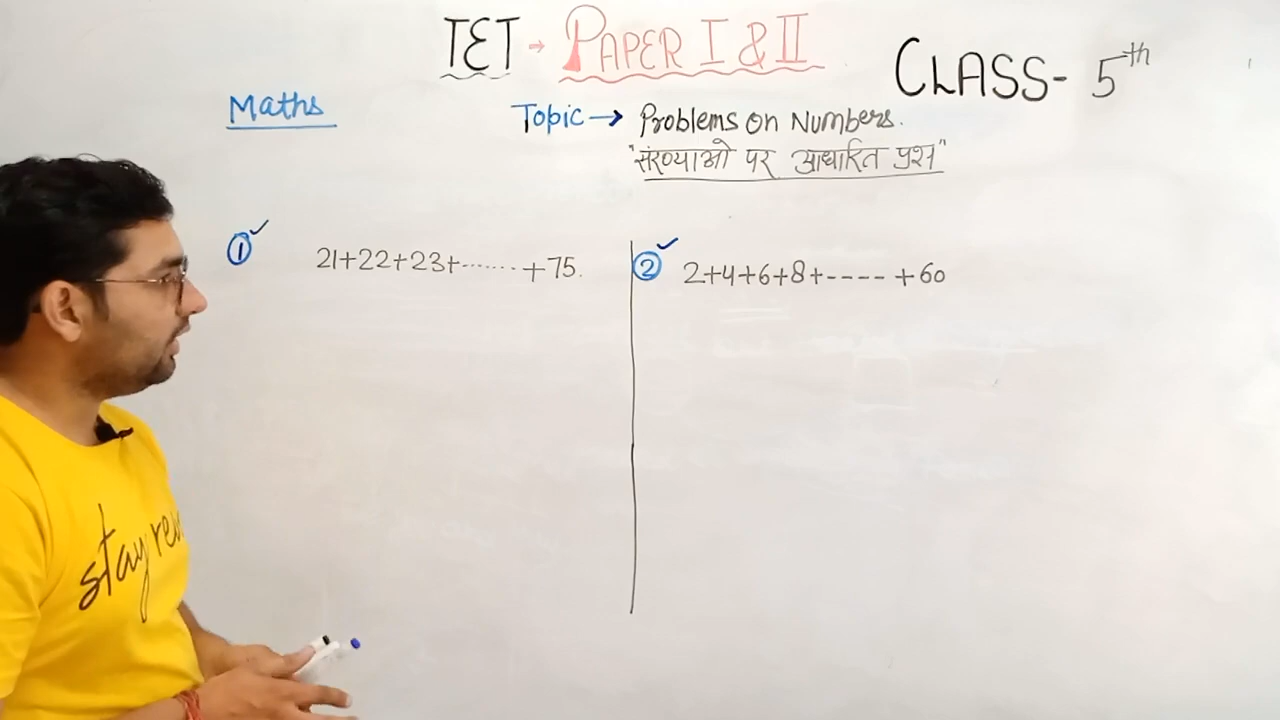 TET → PAPER I & II
CLASS- 5th
Maths
Topic → Problems on Numbers.
"संख्याओ पर आधारित प्रश्न"
① 21+22+23+....... +75.
② 2+4+6+8+---- +60
stay